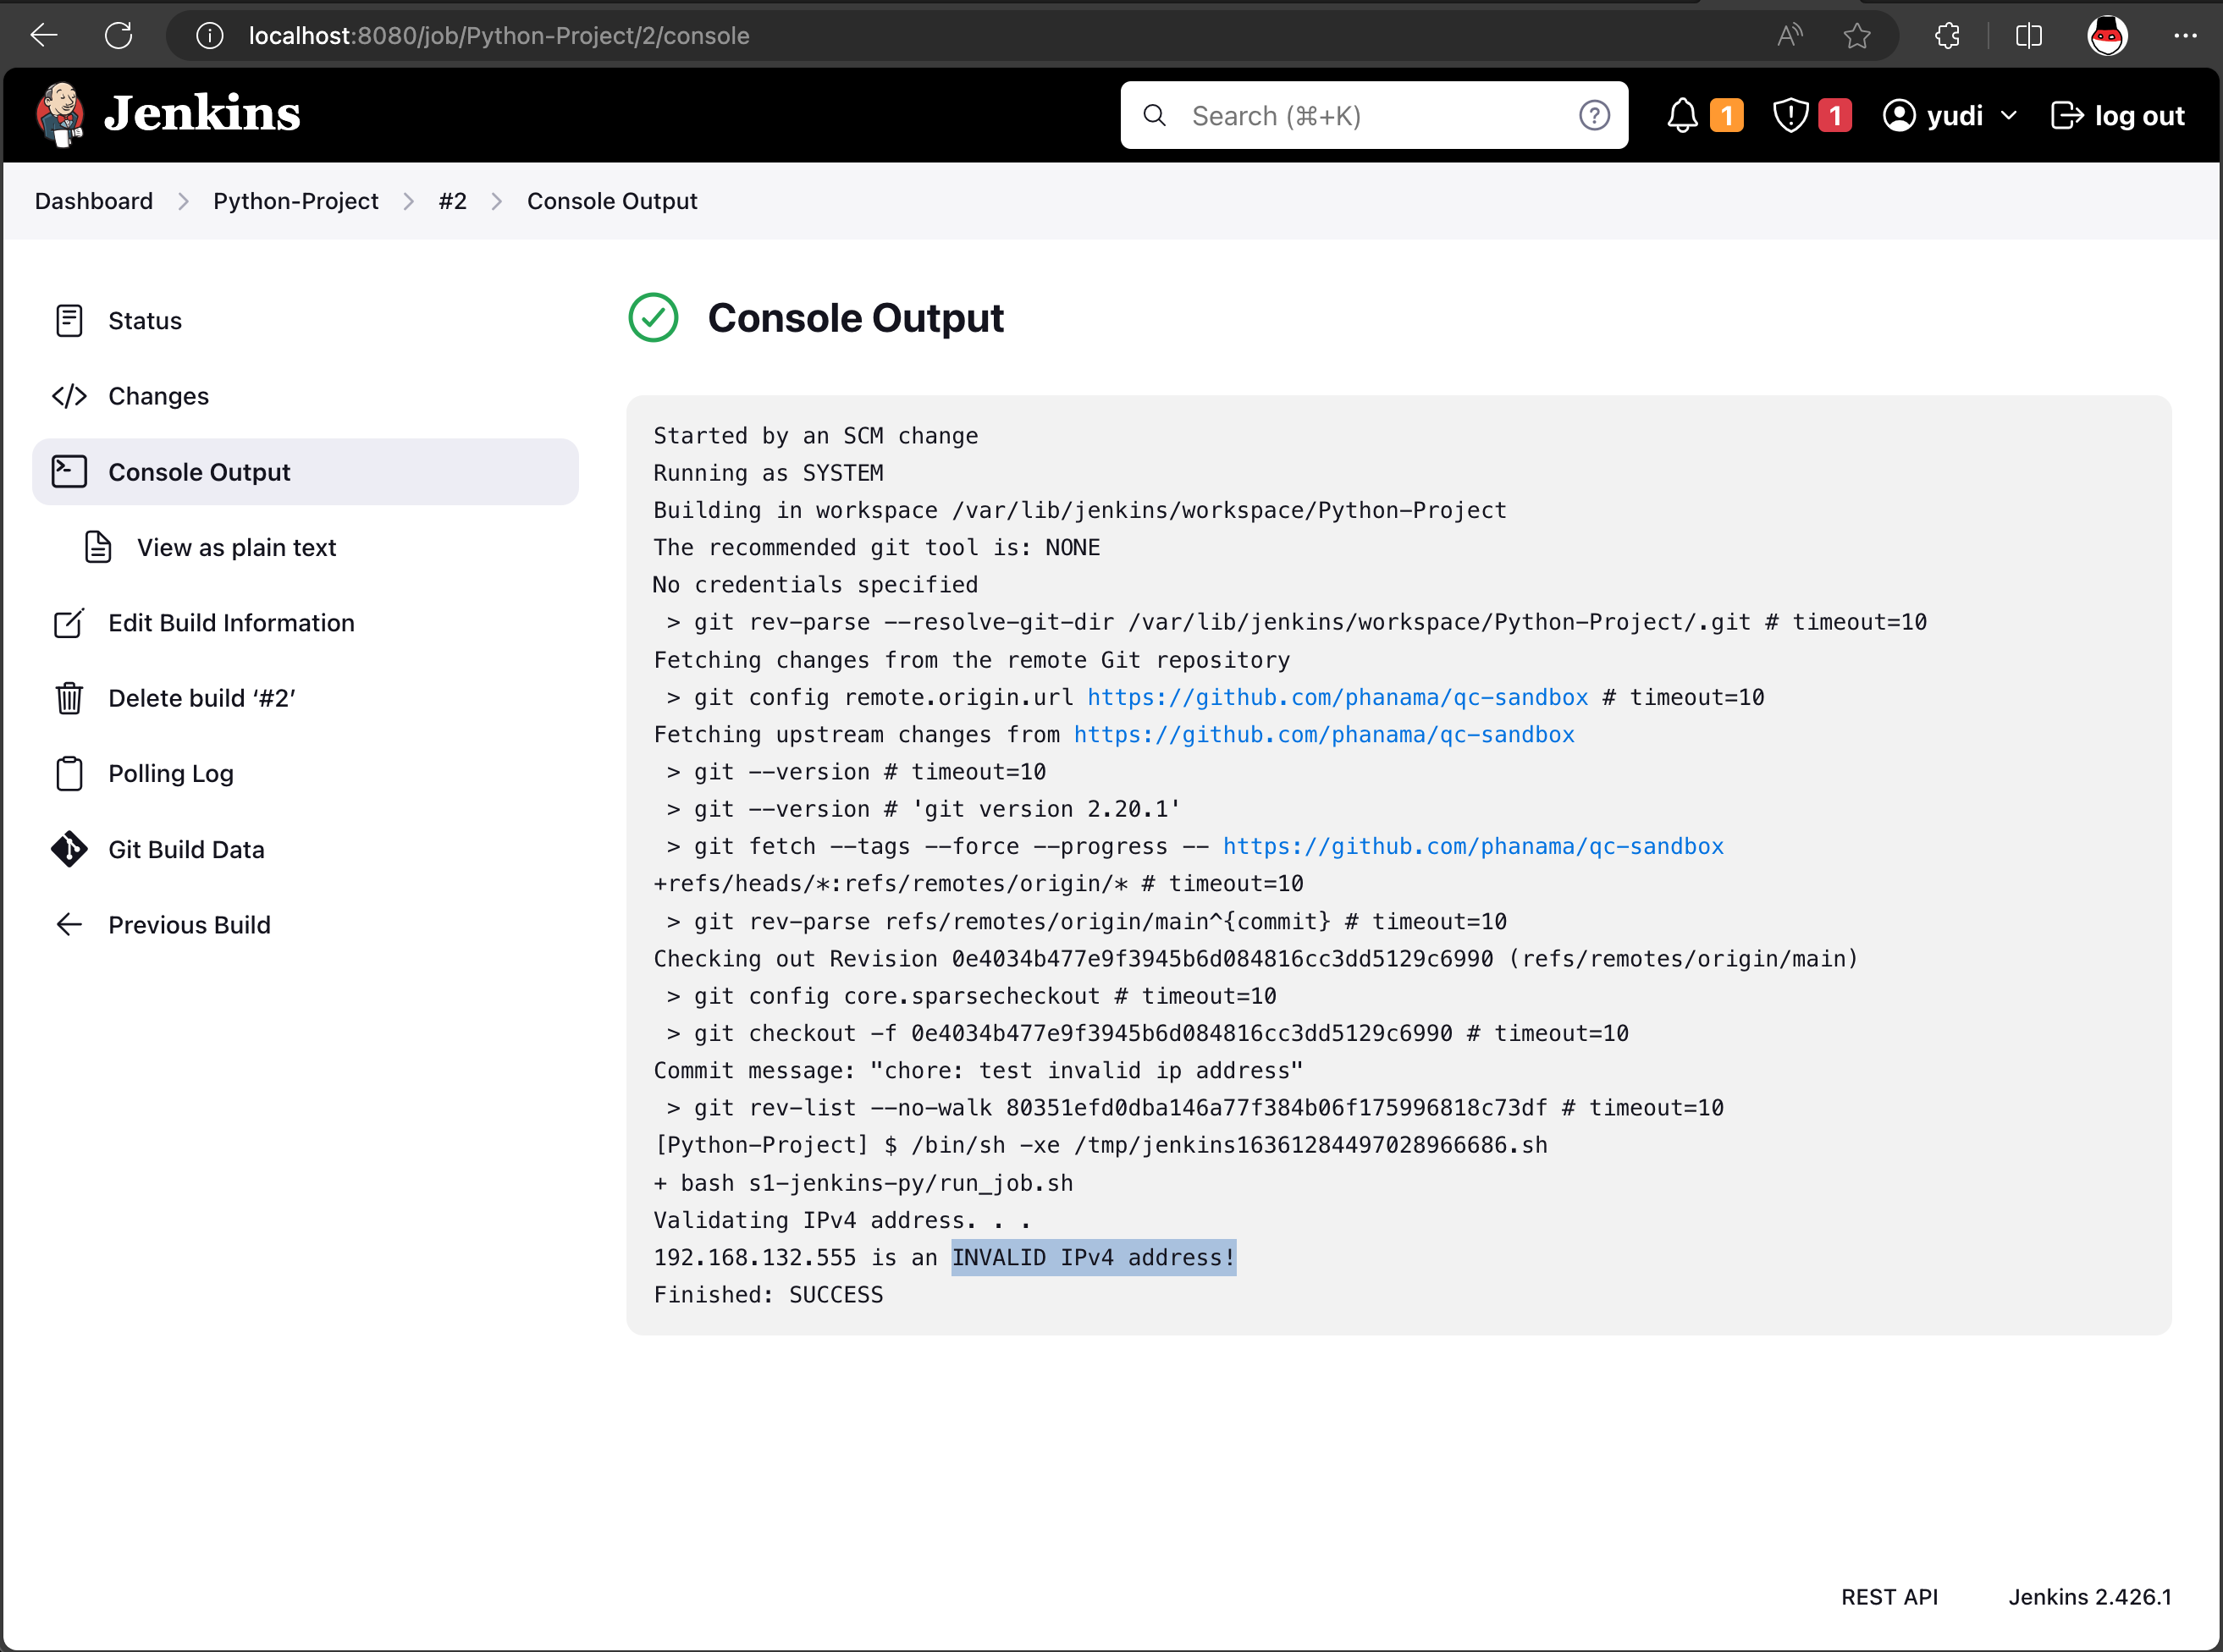 localhost:8080/job/Python-Project/2/console
Jenkins
Search (⌘+K)
1
1
yudi
log out
Dashboard
Python-Project
#2
Console Output
Status
Changes
Console Output
View as plain text
Edit Build Information
Delete build ‘#2’
Polling Log
Git Build Data
Previous Build
Console Output
Started by an SCM change
Running as SYSTEM
Building in workspace /var/lib/jenkins/workspace/Python-Project
The recommended git tool is: NONE
No credentials specified
 > git rev-parse --resolve-git-dir /var/lib/jenkins/workspace/Python-Project/.git # timeout=10
Fetching changes from the remote Git repository
 > git config remote.origin.url https://github.com/phanama/qc-sandbox # timeout=10
Fetching upstream changes from https://github.com/phanama/qc-sandbox
 > git --version # timeout=10
 > git --version # 'git version 2.20.1'
 > git fetch --tags --force --progress -- https://github.com/phanama/qc-sandbox
+refs/heads/*:refs/remotes/origin/* # timeout=10
 > git rev-parse refs/remotes/origin/main^{commit} # timeout=10
Checking out Revision 0e4034b477e9f3945b6d084816cc3dd5129c6990 (refs/remotes/origin/main)
 > git config core.sparsecheckout # timeout=10
 > git checkout -f 0e4034b477e9f3945b6d084816cc3dd5129c6990 # timeout=10
Commit message: "chore: test invalid ip address"
 > git rev-list --no-walk 80351efd0dba146a77f384b06f175996818c73df # timeout=10
[Python-Project] $ /bin/sh -xe /tmp/jenkins16361284497028966686.sh
+ bash s1-jenkins-py/run_job.sh
Validating IPv4 address. . .
192.168.132.555 is an INVALID IPv4 address!
Finished: SUCCESS
REST API
Jenkins 2.426.1